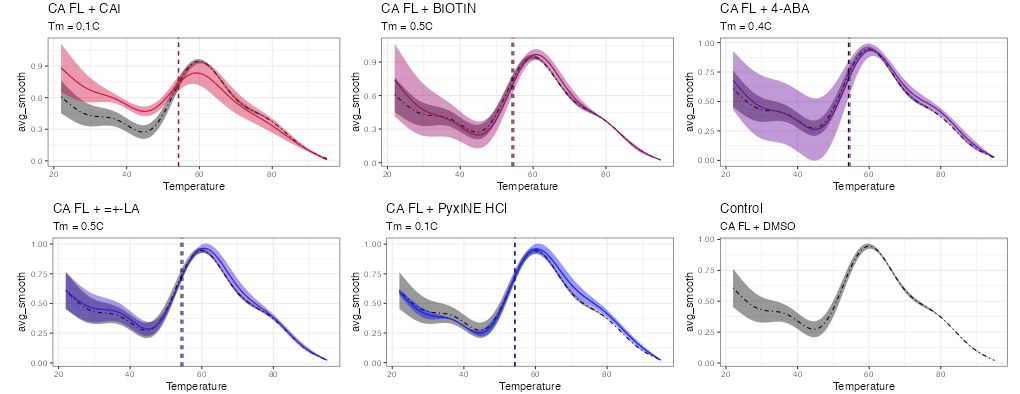 CA FL + CAI
Tm = 0.1C
avg_smooth
0.9
0.6
0.3
0.0
20 40 60 80
Temperature
CA FL + BIOTIN
Tm = 0.5C
avg_smooth
0.9
0.6
0.3
0.0
20 40 60 80
Temperature
CA FL + 4-ABA
Tm = 0.4C
avg_smooth
1.00
0.75
0.50
0.25
0.00
20 40 60 80
Temperature
CA FL + =+-LA
Tm = 0.5C
avg_smooth
1.00
0.75
0.50
0.25
0.00
20 40 60 80
Temperature
CA FL + PyxINE HCl
Tm = 0.1C
avg_smooth
1.00
0.75
0.50
0.25
0.00
20 40 60 80
Temperature
Control
CA FL + DMSO
avg_smooth
1.00
0.75
0.50
0.25
0.00
20 40 60 80
Temperature